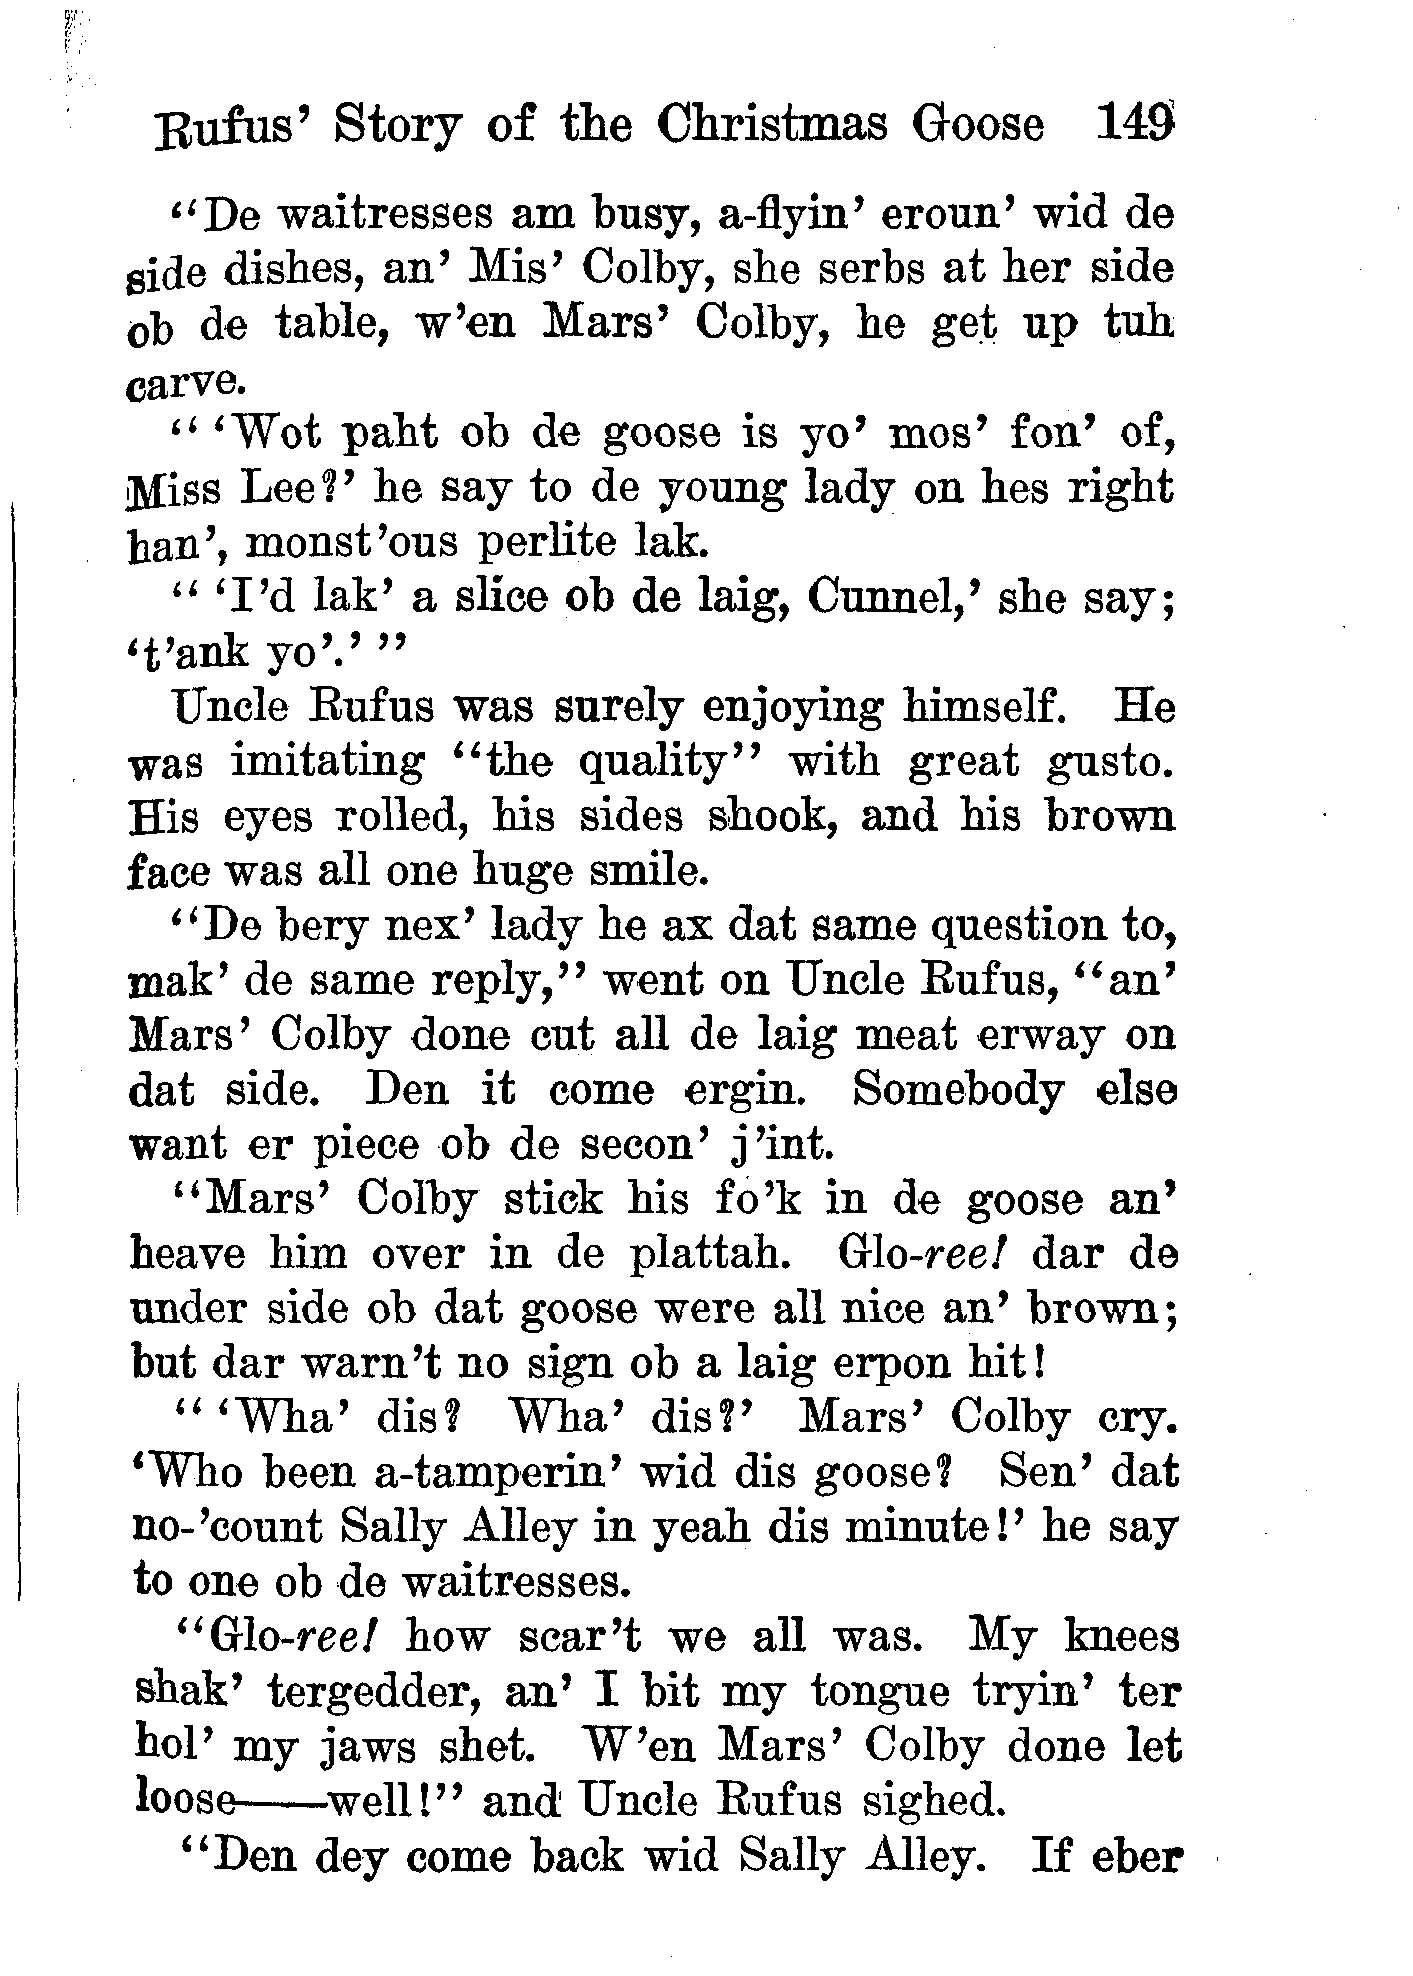 Rufus' Story of the Christmas Goose 149
"De waitresses am busy, a-flyin' eroun' wid de
side dishes, an' Mis' Colby, she serbs at her side
ob de table, w'en Mars' Colby, he get up tuh
carve.
" 'Wot paht ob de goose is yo' mos' fon' of,
Miss Lee?' he say to de young lady on hes right
han', monst'ous perlite lak.
" 'I'd lak' a slice ob de laig, Cunnel,' she say;
't'ank yo'.' "
Uncle Rufus was surely enjoying himself. He
was imitating "the quality" with great gusto.
His eyes rolled, his sides shook, and his brown
face was all one huge smile.
"De bery nex' lady he ax dat same question to,
mak' de same reply," went on Uncle Rufus, "an'
Mars' Colby done cut all de laig meat erway on
dat side. Den it come ergin. Somebody else
want er piece ob de secon' j'int.
"Mars' Colby stick his fo'k in de goose an'
heave him over in de plattah. Glo-ree! dar de
under side ob dat goose were all nice an' brown;
but dar warn't no sign ob a laig erpon hit!
" 'Wha' dis? Wha' dis?' Mars' Colby cry.
'Who been a-tamperin' wid dis goose? Sen' dat
no-'count Sally Alley in yeah dis minute!' he say
to one ob de waitresses.
"Glo-ree! how scar't we all was. My knees
shak' tergedder, an' I bit my tongue tryin' ter
hol' my jaws shet. W'en Mars' Colby done let
loose——well!" and Uncle Rufus sighed.
"Den dey come back wid Sally Alley. If eber